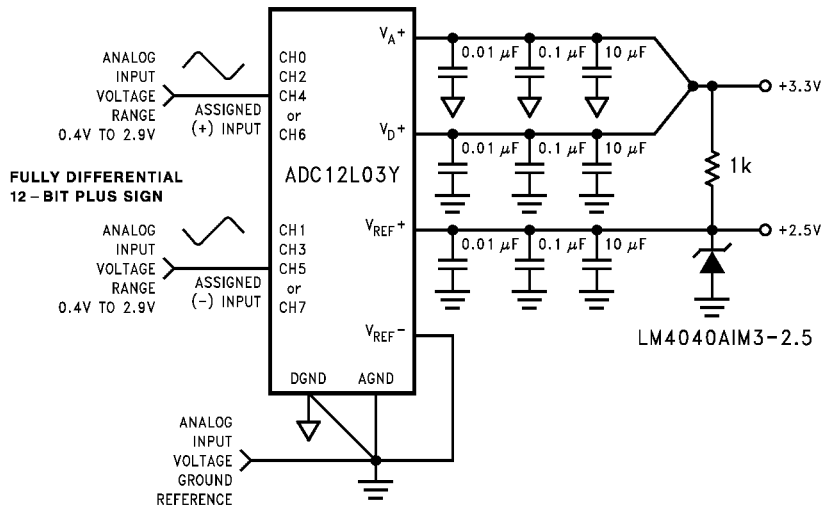 ANALOG
INPUT
VOLTAGE
RANGE
0.4V TO 2.9V
ASSIGNED
(+) INPUT
CH0
CH2
CH4
or
CH6
FULLY DIFFERENTIAL
12-BIT PLUS SIGN
ANALOG
INPUT
VOLTAGE
RANGE
0.4V TO 2.9V
ASSIGNED
(−) INPUT
CH1
CH3
CH5
or
CH7
ADC12L03Y
VA+
0.01 μF 0.1 μF 10 μF
VD+
0.01 μF 0.1 μF 10 μF
VREF+
0.01 μF 0.1 μF 10 μF
VREF−
+3.3V
1k
+2.5V
LM4040AIM3-2.5
DGND AGND
ANALOG
INPUT
VOLTAGE
GROUND
REFERENCE